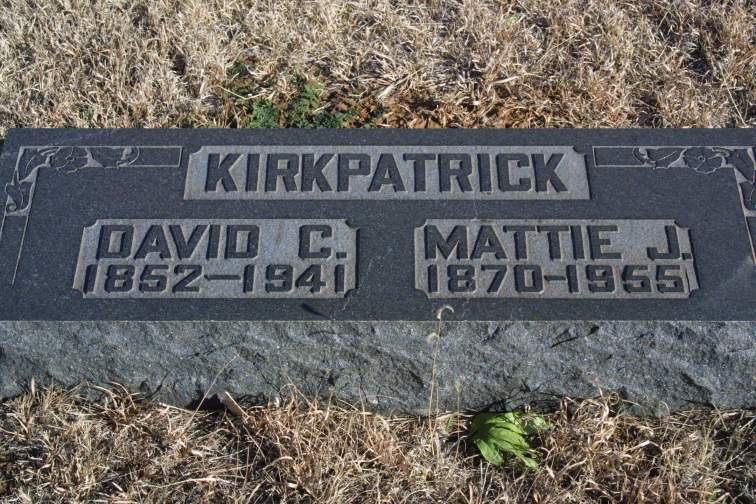 KIRKPATRICK
DAVID C.
1852–1941
MATTIE J.
1870-1955